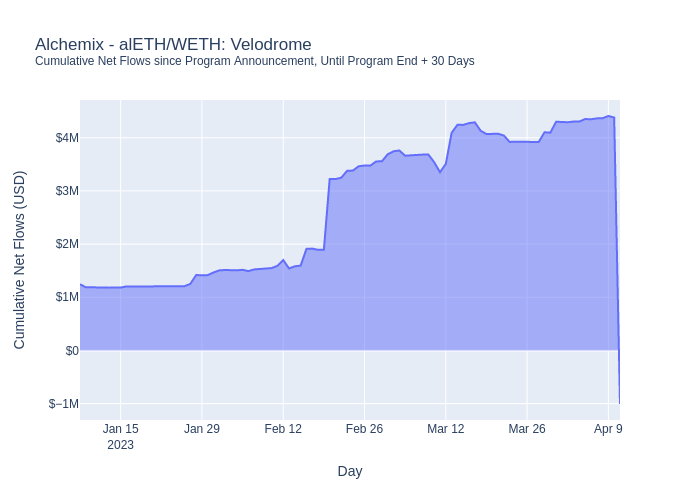 Alchemix - alETH/WETH: Velodrome
Cumulative Net Flows since Program Announcement, Until Program End + 30 Days
Cumulative Net Flows (USD)
$4M
$3M
$2M
$1M
$0
$−1M
Jan 15 Jan 29 Feb 12 Feb 26 Mar 12 Mar 26 Apr 9
2023
Day